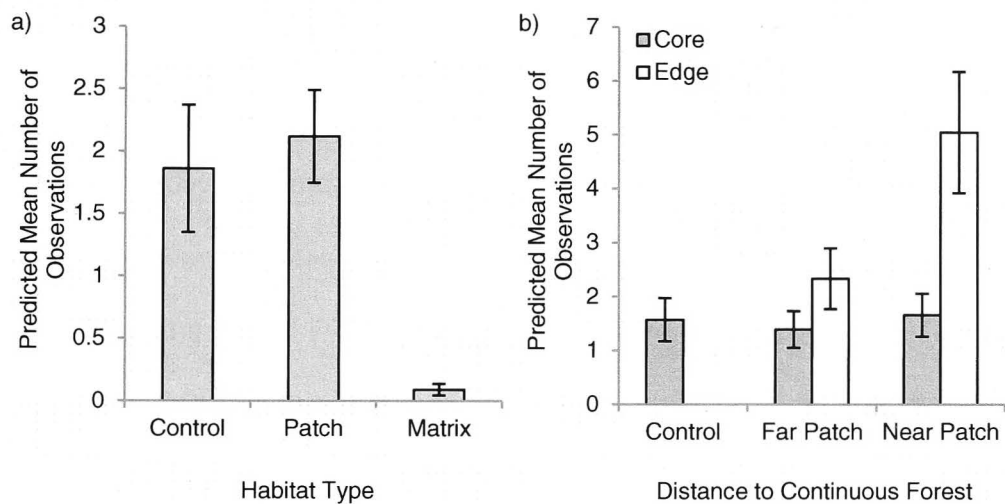 a)
Predicted Mean Number of
Observations
3
2.5
2
1.5
1
0.5
0
Control Patch Matrix
Habitat Type
b)
Predicted Mean Number of
Observations
7
6
5
4
3
2
1
0
Core
Edge
Control Far Patch Near Patch
Distance to Continuous Forest